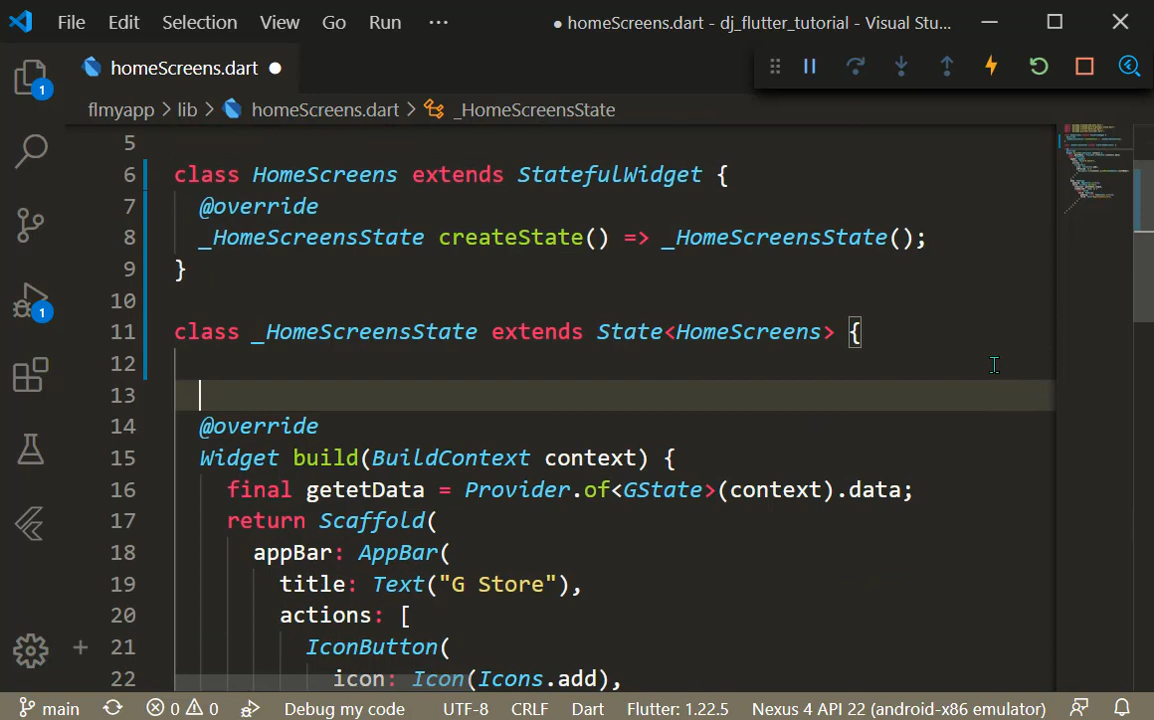 File Edit Selection View Go Run ··· ● homeScreens.dart - dj_flutter_tutorial - Visual Stu...
homeScreens.dart ●
1
flmyapp > lib > homeScreens.dart > _HomeScreensState
5
6 class HomeScreens extends StatefulWidget {
7 @override
8 _HomeScreensState createState() => _HomeScreensState();
9 }
10
11 class _HomeScreensState extends State<HomeScreens> {
12
13
14 @override
15 Widget build(BuildContext context) {
16 final getetData = Provider.of<GState>(context).data;
17 return Scaffold(
18 appBar: AppBar(
19 title: Text("G Store"),
20 actions: [
21 IconButton(
22 icon: Icon(Icons.add),
1
main 0 0 Debug my code UTF-8 CRLF Dart Flutter: 1.22.5 Nexus 4 API 22 (android-x86 emulator)